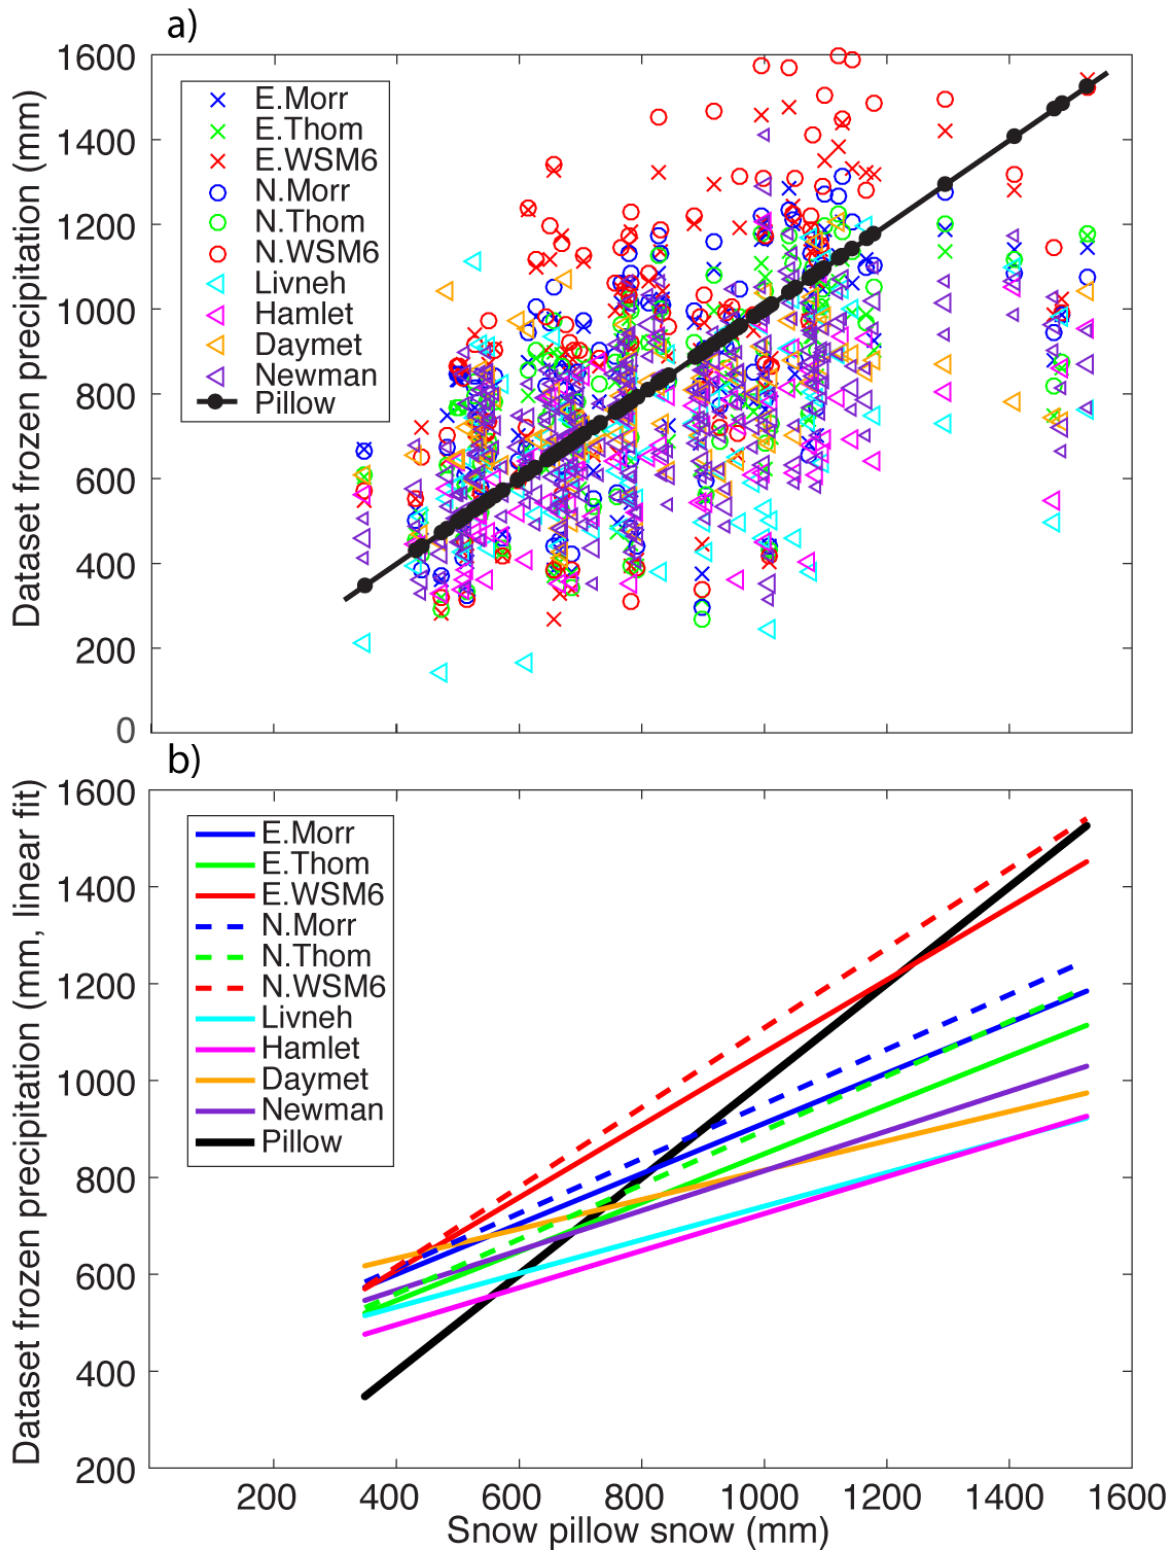 a)
1600
1400
1200
1000
800
600
400
200
0
Dataset frozen precipitation (mm)
E.Morr
E.Thom
E.WSM6
N.Morr
N.Thom
N.WSM6
Livneh
Hamlet
Daymet
Newman
Pillow
b)
1600
1400
1200
1000
800
600
400
200
Dataset frozen precipitation (mm, linear fit)
E.Morr
E.Thom
E.WSM6
N.Morr
N.Thom
N.WSM6
Livneh
Hamlet
Daymet
Newman
Pillow
200 400 600 800 1000 1200 1400 1600
Snow pillow snow (mm)